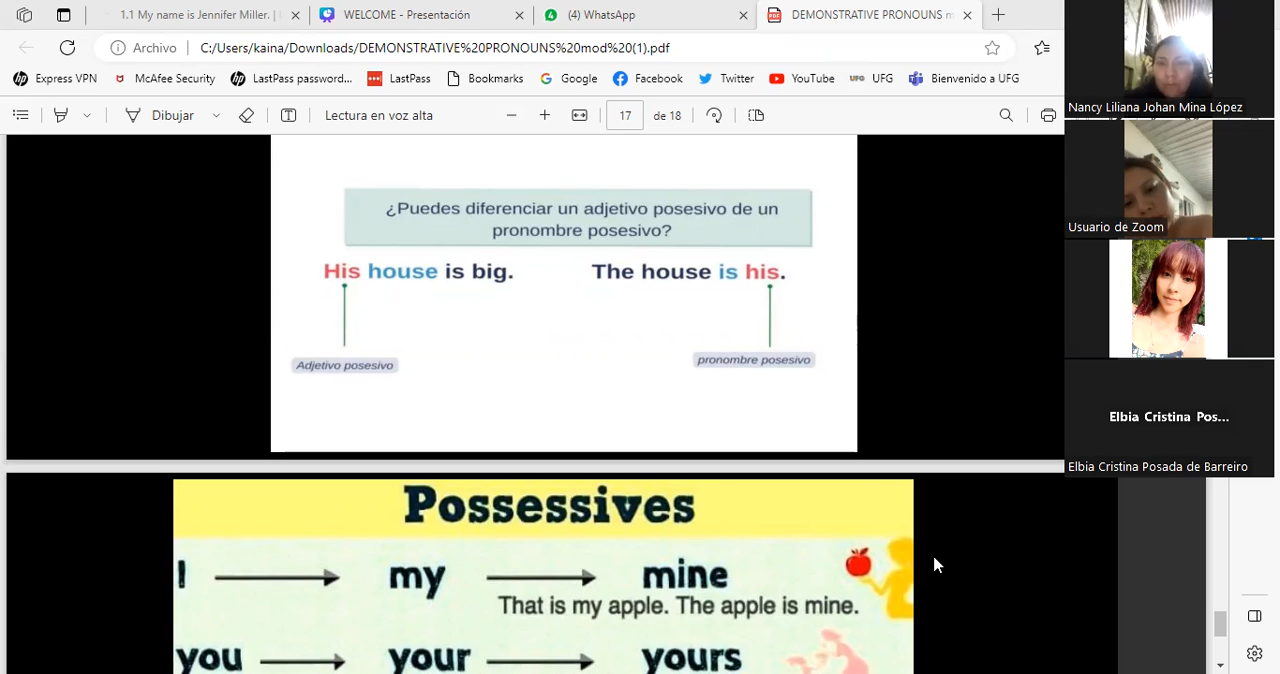 1.1 My name is Jennifer Miller. |
WELCOME - Presentación
(4) WhatsApp
DEMONSTRATIVE PRONOUNS m
Archivo
C:/Users/kaina/Downloads/DEMONSTRATIVE%20PRONOUNS%20mod%20(1).pdf
Express VPN
McAfee Security
LastPass password...
LastPass
Bookmarks
Google
Facebook
Twitter
YouTube
UFG
UFG
Bienvenido a UFG
Dibujar
Lectura en voz alta
17
de 18
¿Puedes diferenciar un adjetivo posesivo de un
pronombre posesivo?
His house is big.
The house is his.
Adjetivo posesivo
pronombre posesivo
Possessives
I my mine
That is my apple. The apple is mine.
you your yours
Nancy Liliana Johan Mina López
Usuario de Zoom
Elbia Cristina Pos...
Elbia Cristina Posada de Barreiro